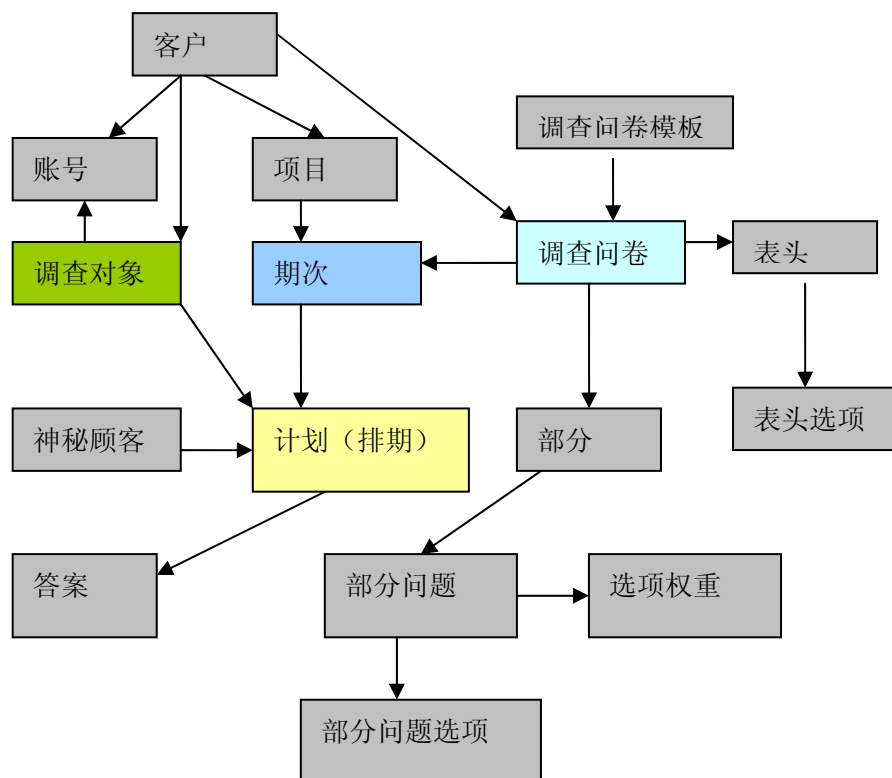 客户
调查问卷模板
账号
项目
调查对象
期次
调查问卷
表头
神秘顾客
计划（排期）
部分
表头选项
答案
部分问题
选项权重
部分问题选项